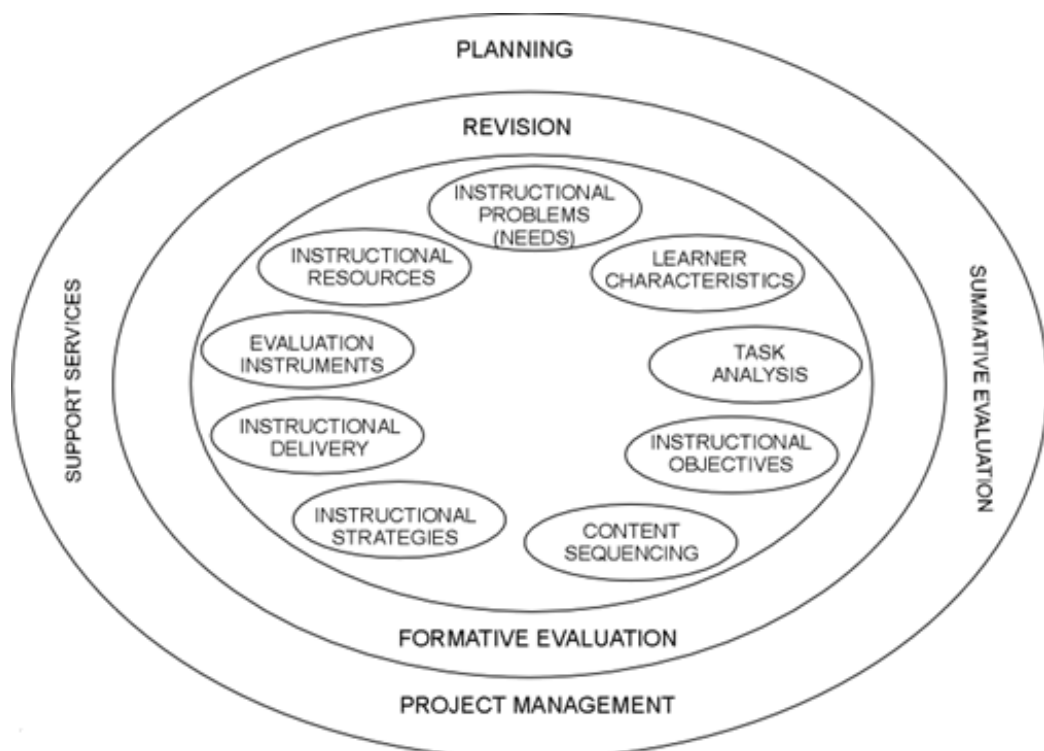 PLANNING
REVISION
INSTRUCTIONAL
PROBLEMS
(NEEDS)
INSTRUCTIONAL
RESOURCES
LEARNER
CHARACTERISTICS
EVALUATION
INSTRUMENTS
TASK
ANALYSIS
INSTRUCTIONAL
DELIVERY
INSTRUCTIONAL
OBJECTIVES
INSTRUCTIONAL
STRATEGIES
CONTENT
SEQUENCING
SUPPORT SERVICES
SUMMATIVE EVALUATION
FORMATIVE EVALUATION
PROJECT MANAGEMENT